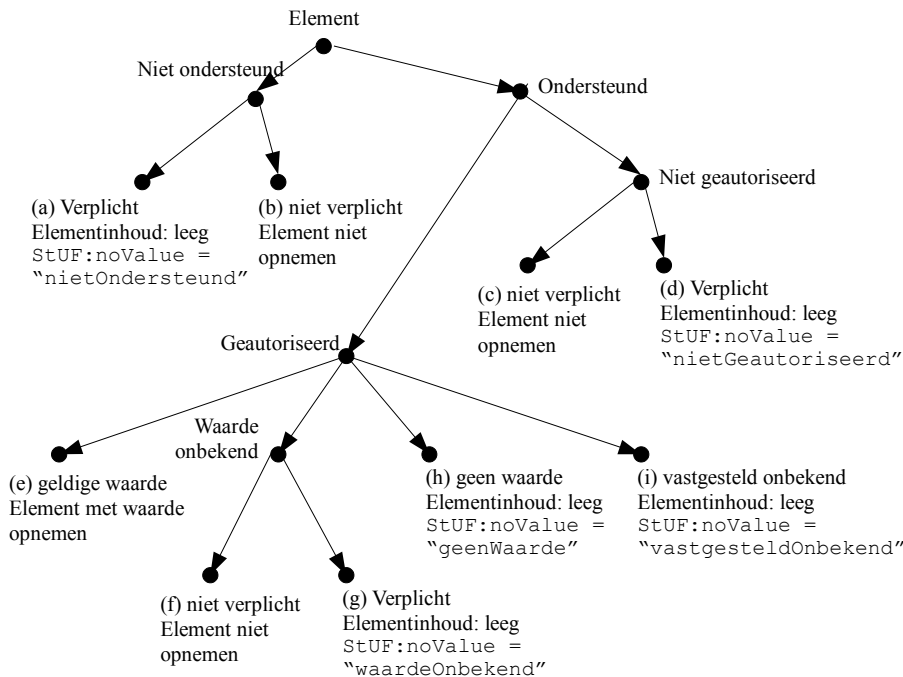 Element
Niet ondersteund
Ondersteund
Niet geautoriseerd
(a) Verplicht
Elementinhoud: leeg
StUF:noValue =
“nietOndersteund”
(b) niet verplicht
Element niet
opnemen
(c) niet verplicht
Element niet
opnemen
(d) Verplicht
Elementinhoud: leeg
StUF:noValue =
“nietGeautoriseerd”
Geautoriseerd
Waarde
onbekend
(e) geldige waarde
Element met waarde
opnemen
(h) geen waarde
Elementinhoud: leeg
StUF:noValue =
“geenWaarde”
(i) vastgesteld onbekend
Elementinhoud: leeg
StUF:noValue =
“vastgesteldOnbekend”
(f) niet verplicht
Element niet
opnemen
(g) Verplicht
Elementinhoud: leeg
StUF:noValue =
“waardeOnbekend”